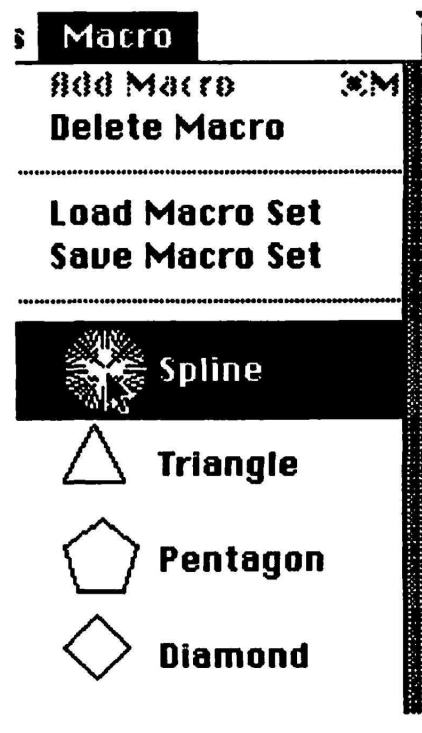 s Macro
Add Macro ⌘M
Delete Macro
Load Macro Set
Save Macro Set
Spline
Triangle
Pentagon
Diamond